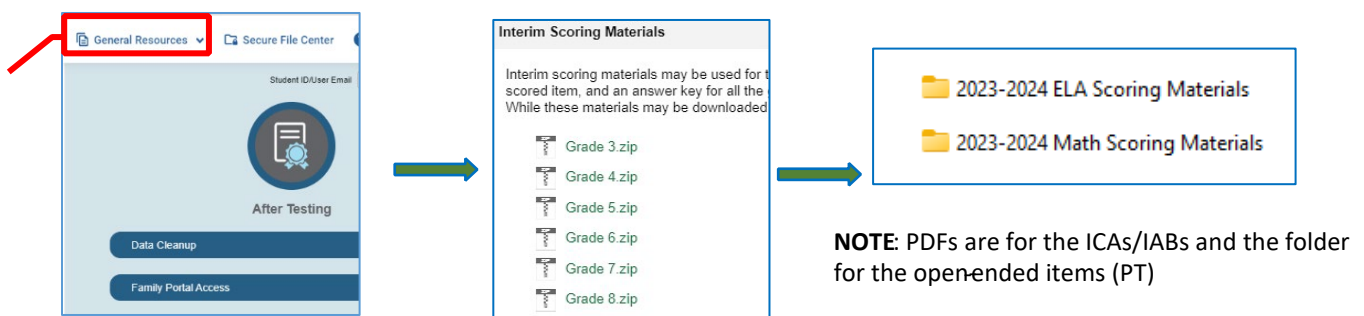 General Resources
Secure File Center
Student ID/User Email
After Testing
Data Cleanup
Family Portal Access
Interim Scoring Materials
Interim scoring materials may be used for
scored item, and an answer key for all the
While these materials may be downloaded
Grade 3.zip
Grade 4.zip
Grade 5.zip
Grade 6.zip
Grade 7.zip
Grade 8.zip
2023-2024 ELA Scoring Materials
2023-2024 Math Scoring Materials
NOTE: PDFs are for the ICAs/IABs and the folder
for the open-ended items (PT)